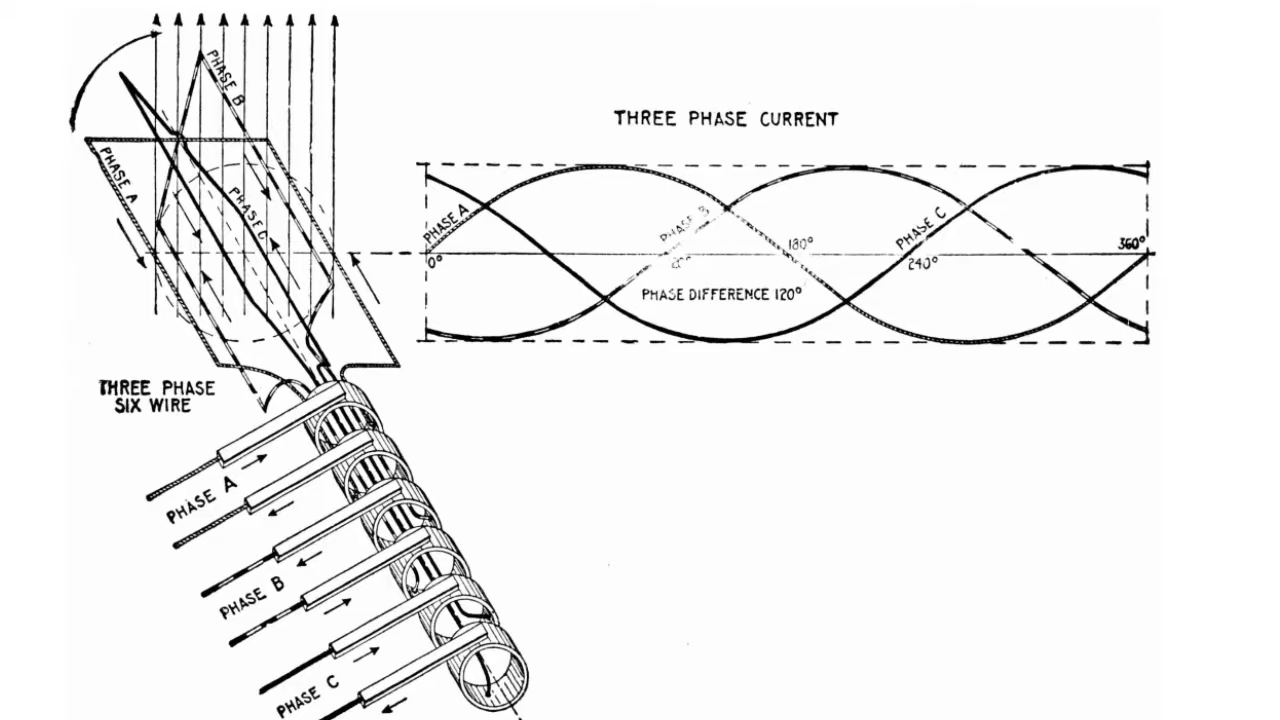 THREE PHASE CURRENT
PHASE B
PHASE A
PHASE C
PHASE A
PHASE B
PHASE C
0°
180°
240°
360°
PHASE DIFFERENCE 120°
THREE PHASE
SIX WIRE
PHASE A
PHASE B
PHASE C